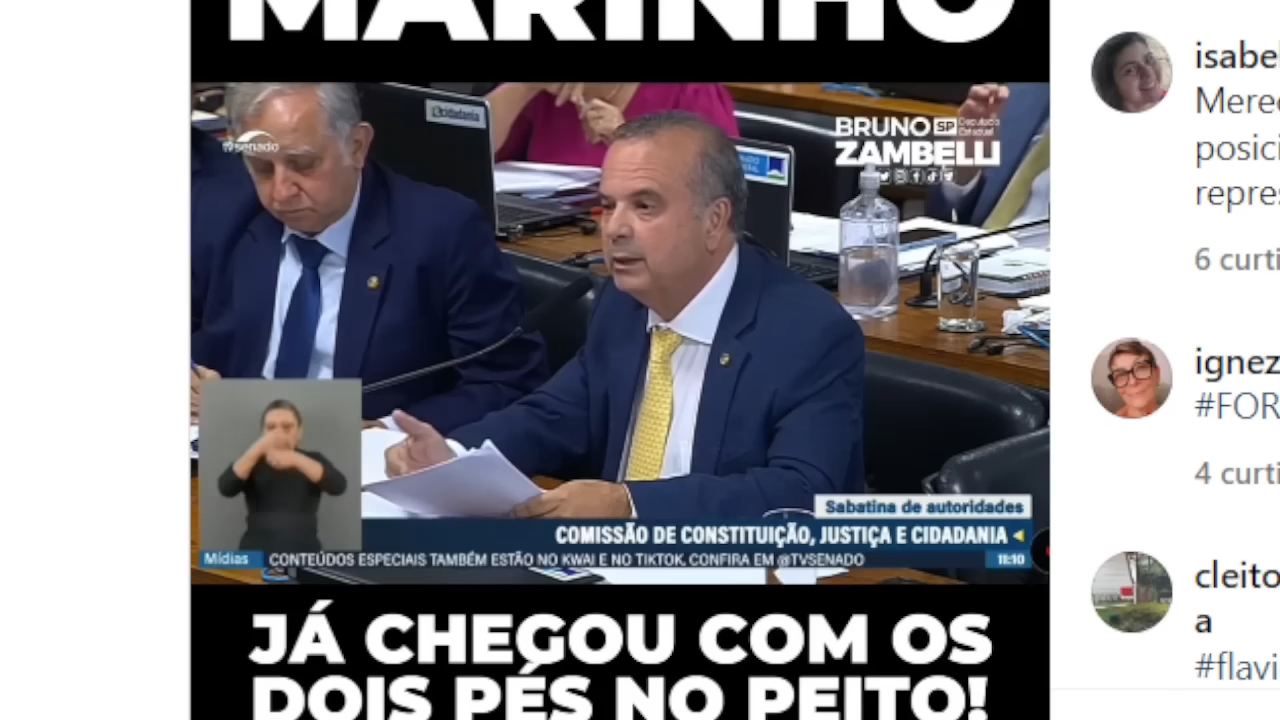 MARINHO
tvsenado
Cidadania
BRUNO SP Deputado Estadual
ZAMBELLI
Sabatina de autoridades
COMISSÃO DE CONSTITUIÇÃO, JUSTIÇA E CIDADANIA
Mídias CONTEÚDOS ESPECIAIS TAMBÉM ESTÃO NO KWAI E NO TIKTOK. CONFIRA EM @TVSENADO 11:10
JÁ CHEGOU COM OS
DOIS PÉS NO PEITO!
isabel
Mere
posici
repres
6 curti
ignez
#FOR
4 curti
cleito
a
#flavi